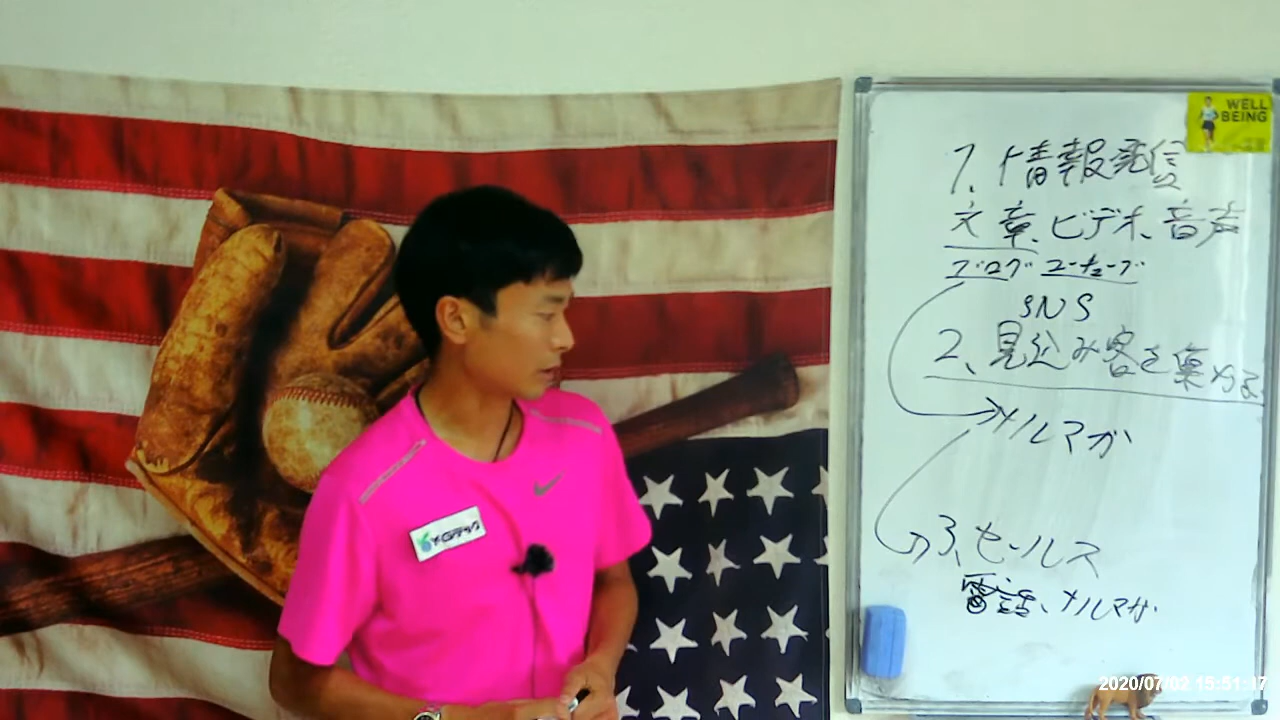 WELL
BEING
1、情報発信
文章、ビデオ、音声
ブログ ユーチューブ
SNS
2、見込み客を集める
メルマガ
3、セールス
電話、メルマガ
2020/07/02 15:51:17